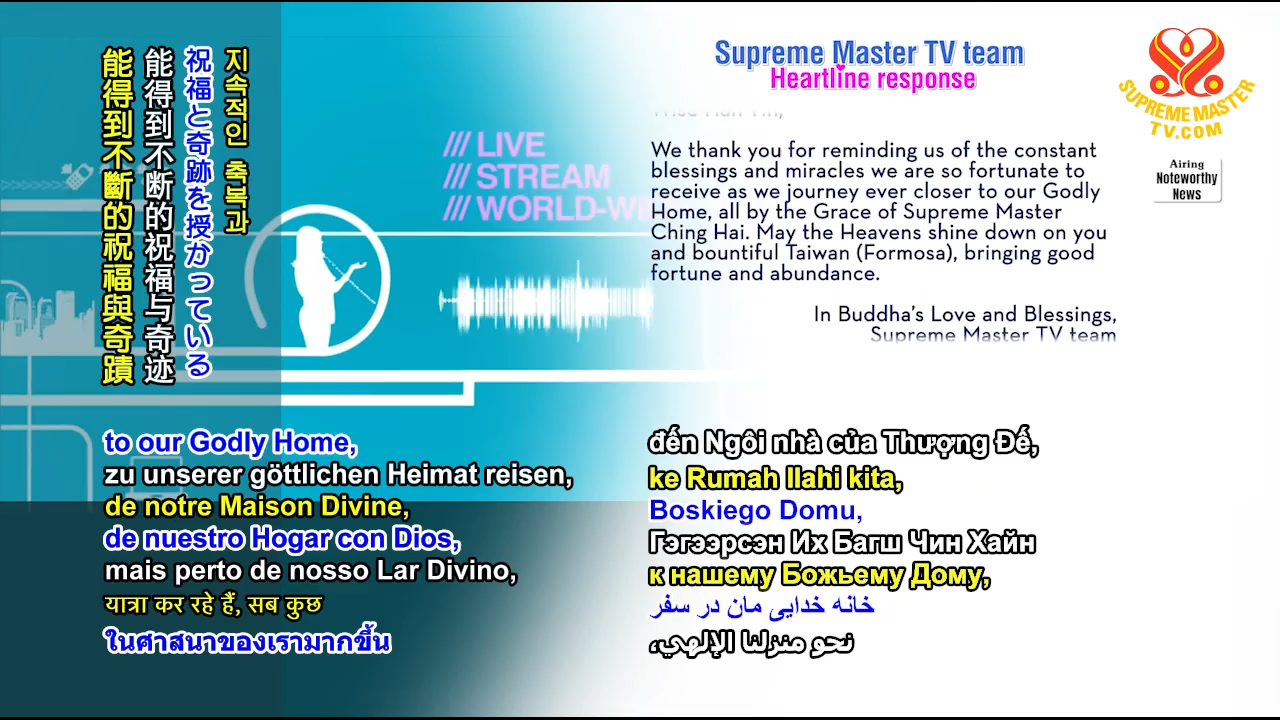 지속적인 축복과
祝福と奇跡を授かっている
能得到不断的祝福与奇迹
能得到不斷的祝福與奇蹟
/// LIVE
/// STREAM
/// WORLD-W
Supreme Master TV team
Heartline response
Wise Hân Yin,
We thank you for reminding us of the constant
blessings and miracles we are so fortunate to
receive as we journey ever closer to our Godly
Home, all by the Grace of Supreme Master
Ching Hai. May the Heavens shine down on you
and bountiful Taiwan (Formosa), bringing good
fortune and abundance.
In Buddha's Love and Blessings,
Supreme Master TV team
SUPREME MASTER
TV.COM
Airing
Noteworthy
News
to our Godly Home,
zu unserer göttlichen Heimat reisen,
de notre Maison Divine,
de nuestro Hogar con Dios,
mais perto de nosso Lar Divino,
यात्रा कर रहे हैं, सब कुछ
ในศาสนาของเรามากขึ้น
đến Ngôi nhà của Thượng Đế,
ke Rumah Ilahi kita,
Boskiego Domu,
Гэгээрсэн Их Багш Чин Хайн
к нашему Божьему Дому,
خانه خدایی مان در سفر
نحو منزلنا الإلهي،